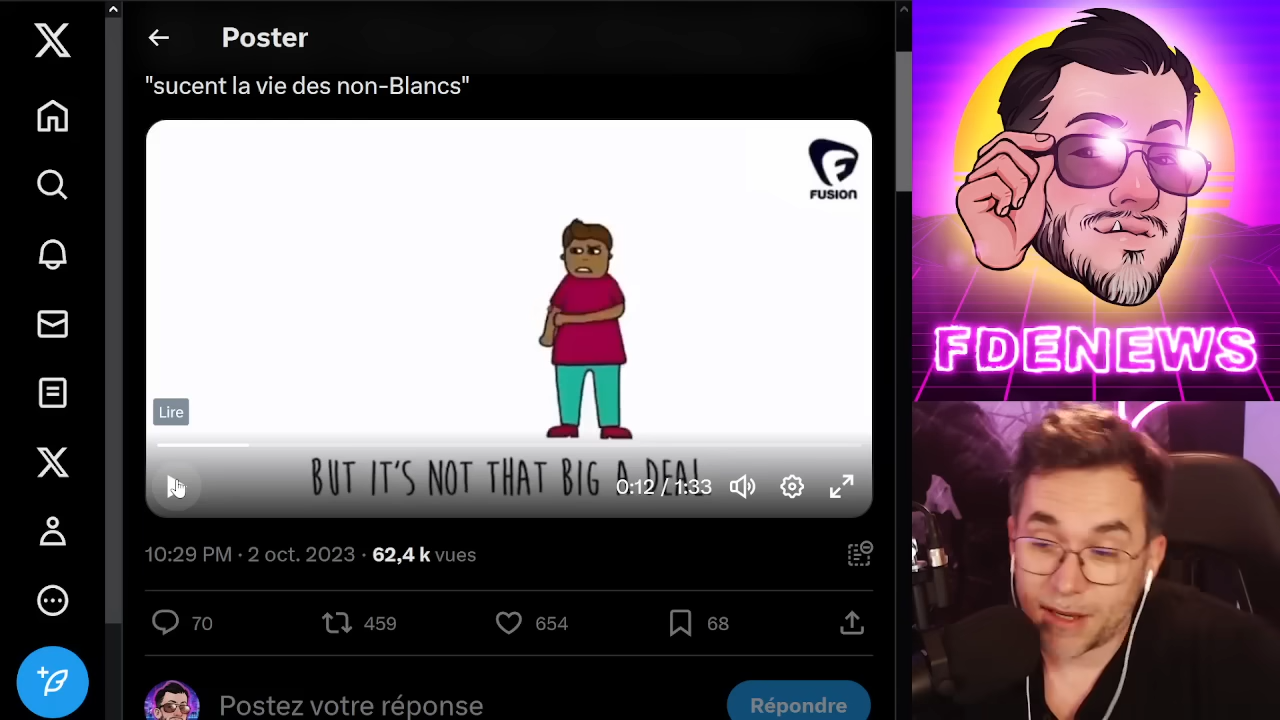 Poster
"sucent la vie des non-Blancs"
FUSION
Lire
BUT IT'S NOT THAT BIG A DEAL
0:12 / 1:33
10:29 PM · 2 oct. 2023 · 62,4 k vues
70
459
654
68
Postez votre réponse
Répondre
FDENEWS